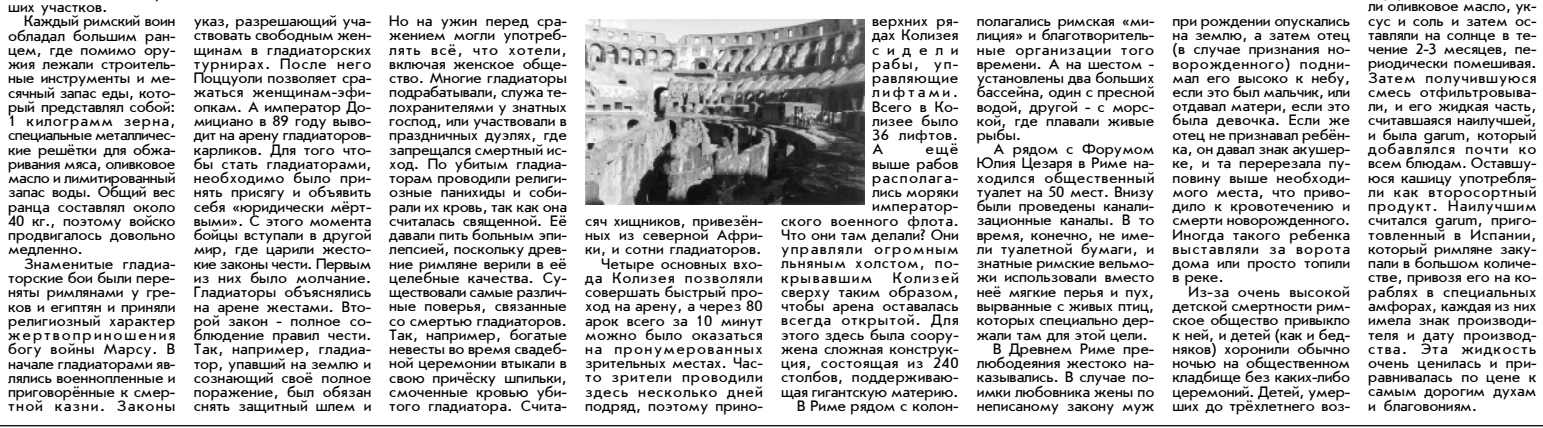 ших участков.
Каждый римский воин
обладал большим ран-
цем, где помимо ору-
жия лежали строитель-
ные инструменты и ме-
сячный запас еды, кото-
рый представлял собой:
1 килограмм зерна,
специальные металличес-
кие решётки для обжа-
ривания мяса, оливковое
масло и лимитированный
запас воды. Общий вес
ранца составлял около
40 кг., поэтому войско
продвигалось довольно
медленно.
Знаменитые гладиа-
торские бои были пере-
няты римлянами у гре-
ков и египтян и приняли
религиозный характер
жертвоприношения
богу войны Марсу. В
начале гладиаторами яв-
лялись военнопленные и
приговорённые к смер-
тной казни. Законы
указ, разрешающий уча-
ствовать свободным жен-
щинам в гладиаторских
турнирах. После него
Поццуоли позволяет сра-
жаться женщинам-эфи-
опкам. А император До-
мициано в 89 году выво-
дит на арену гладиаторов-
карликов. Для того что-
бы стать гладиаторами,
необходимо было при-
нять присягу и объявить
себя «юридически мёрт-
выми». С этого момента
бойцы вступали в другой
мир, где царили жесто-
кие законы чести. Первым
из них было молчание.
Гладиаторы объяснялись
на арене жестами. Вто-
рой закон - полное со-
блюдение правил чести.
Так, например, гладиа-
тор, упавший на землю и
сознающий своё полное
поражение, был обязан
снять защитный шлем и
Но на ужин перед сра-
жением могли употреб-
лять всё, что хотели,
включая женское обще-
ство. Многие гладиаторы
подрабатывали, служа те-
лохранителями у знатных
господ, или участвовали в
праздничных дуэлях, где
запрещался смертный ис-
ход. По убитым гладиа-
торам проводили религи-
озные панихиды и соби-
рали их кровь, так как она
считалась священной. Её
давали пить больным эпи-
лепсией, поскольку древ-
ние римляне верили в её
целебные качества. Су-
ществовали самые различ-
ные поверья, связанные
со смертью гладиаторов.
Так, например, богатые
невесты во время свадеб-
ной церемонии втыкали в
свою причёску шпильки,
смоченные кровью уби-
того гладиатора. Счита-
сяч хищников, привезён-
ных из северной Афри-
ки, и сотни гладиаторов.
Четыре основных вхо-
да Колизея позволяли
совершать быстрый про-
ход на арену, а через 80
арок всего за 10 минут
можно было оказаться
на пронумерованных
зрительных местах. Час-
то зрители проводили
здесь несколько дней
подряд, поэтому прино-
верхних ря-
дах Колизея
сидели
рабы, уп-
равляющие
лифтами.
Всего в Ко-
лизее было
36 лифтов.
А ещё
выше рабов
располага-
лись моряки
император-
ского военного флота.
Что они там делали? Они
управляли огромным
льняным холстом, по-
крывавшим Колизей
сверху таким образом,
чтобы арена оставалась
всегда открытой. Для
этого здесь была соору-
жена сложная конструк-
ция, состоящая из 240
столбов, поддерживаю-
щая гигантскую материю.
В Риме рядом с колон-
полагались римская «ми-
лиция» и благотворитель-
ные организации того
времени. А на шестом -
установлены два больших
бассейна, один с пресной
водой, другой - с морс-
кой, где плавали живые
рыбы.
А рядом с Форумом
Юлия Цезаря в Риме на-
ходился общественный
туалет на 50 мест. Внизу
были проведены канали-
зационные каналы. В то
время, конечно, не име-
ли туалетной бумаги, и
знатные римские вельмо-
жи использовали вместо
неё мягкие перья и пух,
вырванные с живых птиц,
которых специально дер-
жали там для этой цели.
В Древнем Риме пре-
любодеяния жестоко на-
казывались. В случае по-
имки любовника жены по
неписаному закону муж
при рождении опускались
на землю, а затем отец
(в случае признания но-
ворожденного) подни-
мал его высоко к небу,
если это был мальчик, или
отдавал матери, если это
была девочка. Если же
отец не признавал ребён-
ка, он давал знак акушер-
ке, и та перерезала пу-
повину выше необходи-
мого места, что приво-
дило к кровотечению и
смерти новорожденного.
Иногда такого ребенка
выставляли за ворота
дома или просто топили
в реке.
Из-за очень высокой
детской смертности рим-
ское общество привыкло
к ней, и детей (как и бед-
няков) хоронили обычно
ночью на общественном
кладбище без каких-либо
церемоний. Детей, умер-
ших до трёхлетнего воз-
ли оливковое масло, ук-
сус и соль и затем ос-
тавляли на солнце в те-
чение 2-3 месяцев, пе-
риодически помешивая.
Затем получившуюся
смесь отфильтровыва-
ли, и его жидкая часть,
считавшаяся наилучшей,
и была garum, который
добавлялся почти ко
всем блюдам. Оставшу-
юся кашицу употребля-
ли как второсортный
продукт. Наилучшим
считался garum, приго-
товленный в Испании,
который римляне заку-
пали в большом количе-
стве, привозя его на ко-
раблях в специальных
амфорах, каждая из них
имела знак производи-
теля и дату производ-
ства. Эта жидкость
очень ценилась и при-
равнивалась по цене к
самым дорогим духам
и благовониям.